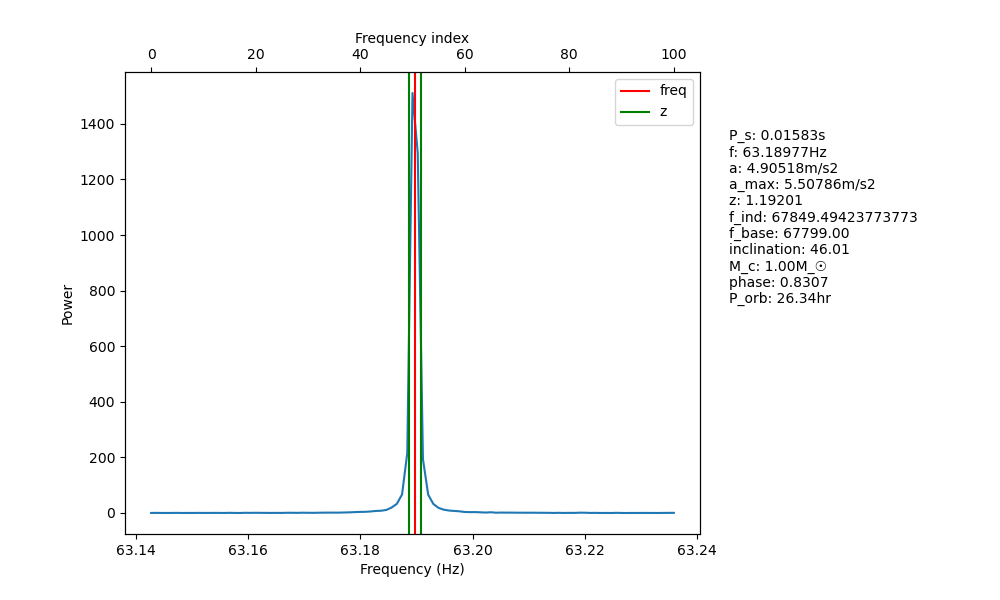 Frequency index
0 20 40 60 80 100
freq
z
1400
1200
1000
800
600
400
200
0
Power
63.14 63.16 63.18 63.20 63.22 63.24
Frequency (Hz)
P_s: 0.01583s
f: 63.18977Hz
a: 4.90518m/s2
a_max: 5.50786m/s2
z: 1.19201
f_ind: 67849.49423773773
f_base: 67799.00
inclination: 46.01
M_c: 1.00M_☉
phase: 0.8307
P_orb: 26.34hr